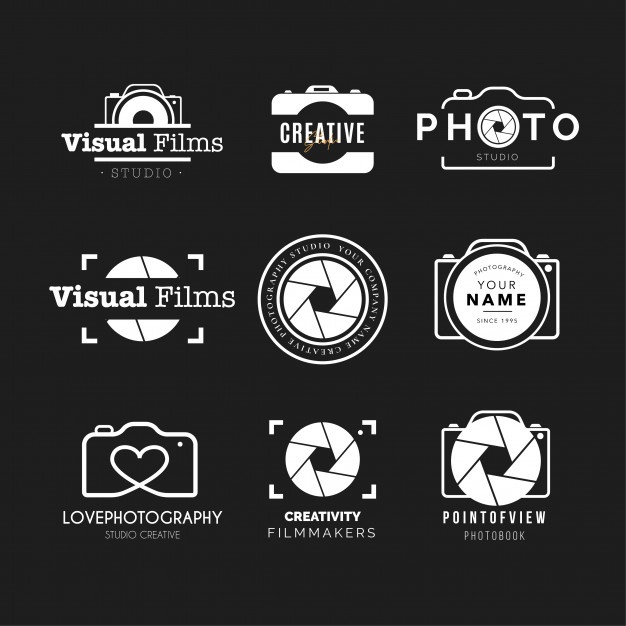 Visual Films
· STUDIO ·
CREATIVE
PHOTO
STUDIO
Visual Films
PHOTOGRAPHY STUDIO YOUR COMPANY NAME CREATIVE
PHOTOGRAPHY
YOUR
NAME
SINCE 1995
LOVEPHOTOGRAPHY
STUDIO CREATIVE
CREATIVITY
FILMMAKERS
POINTOFVIEW
PHOTOBOOK